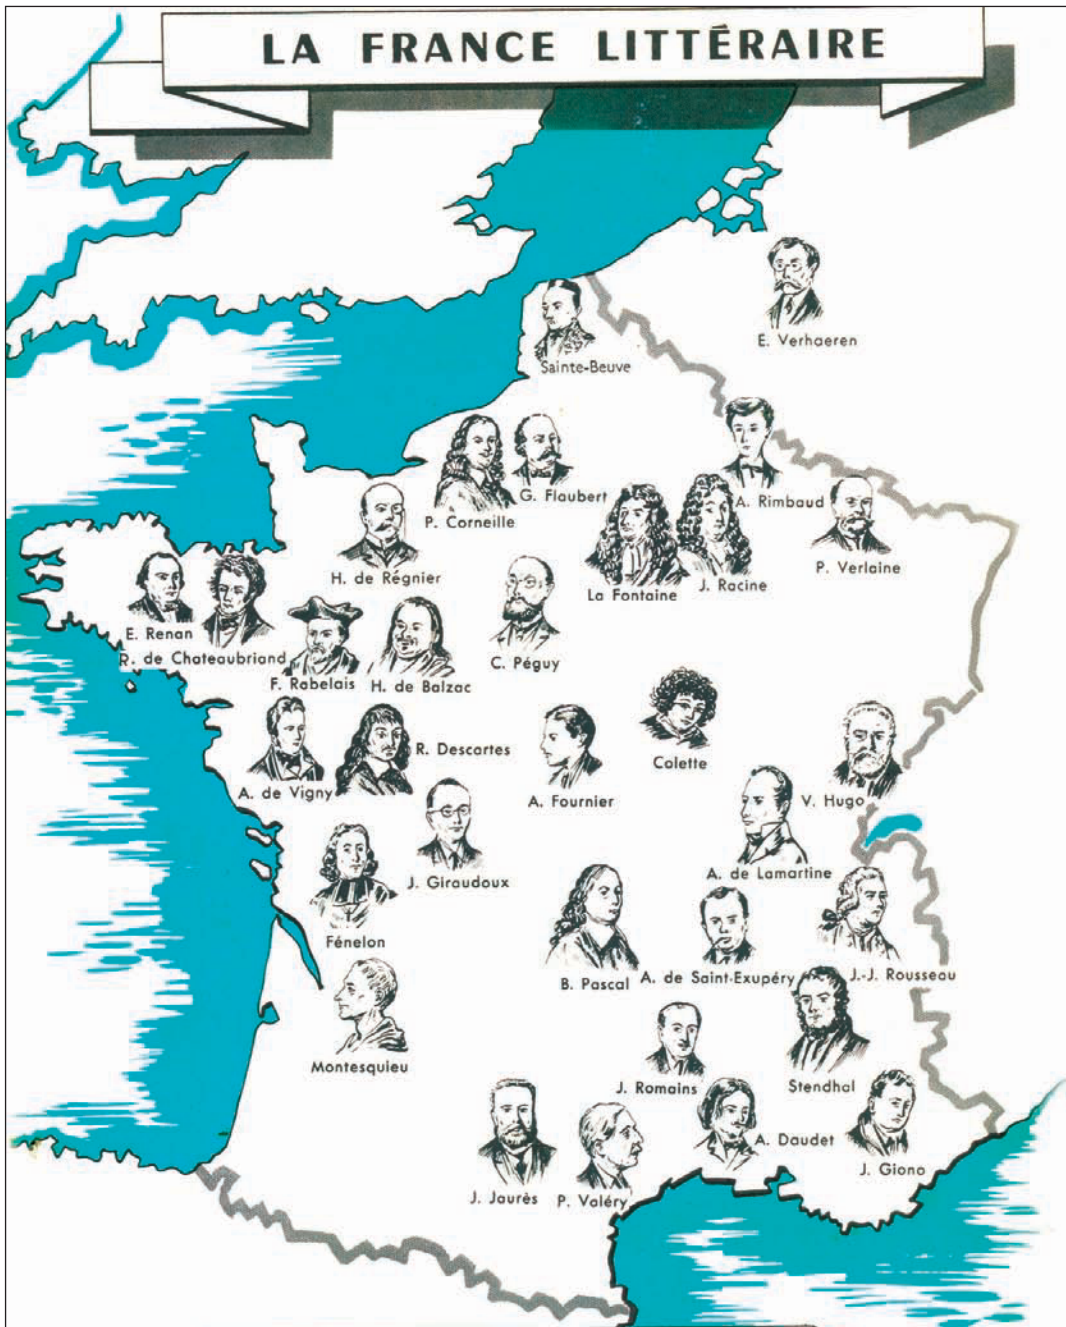 LA FRANCE LITTÉRAIRE
E. Verhaeren
Sainte-Beuve
G. Flaubert
A. Rimbaud
P. Corneille
P. Verlaine
H. de Régnier
J. Racine
La Fontaine
E. Renan
R. de Chateaubriand
C. Péguy
F. Rabelais
H. de Balzac
R. Descartes
Colette
A. de Vigny
A. Fournier
V. Hugo
A. de Lamartine
J. Giraudoux
Fénelon
B. Pascal
A. de Saint-Exupéry
J.-J. Rousseau
Montesquieu
J. Romains
Stendhal
A. Daudet
J. Giono
J. Jaurès
P. Valéry